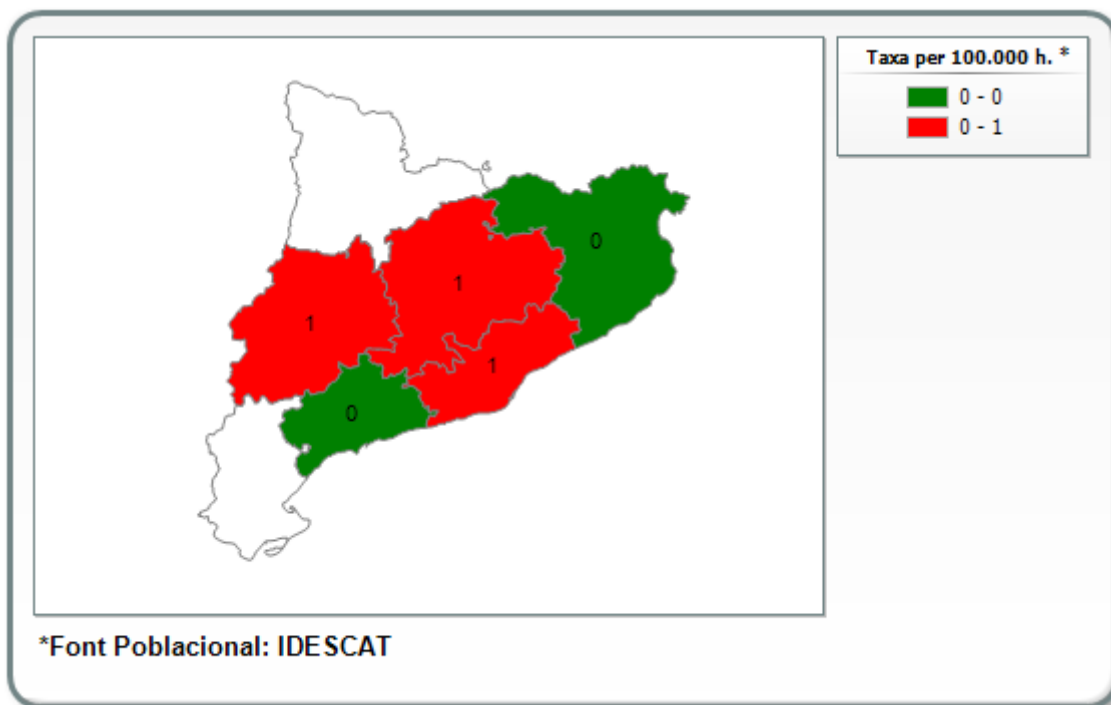 Taxa per 100.000 h. *
0 - 0
0 - 1
0
1
1
1
0
*Font Poblacional: IDESCAT